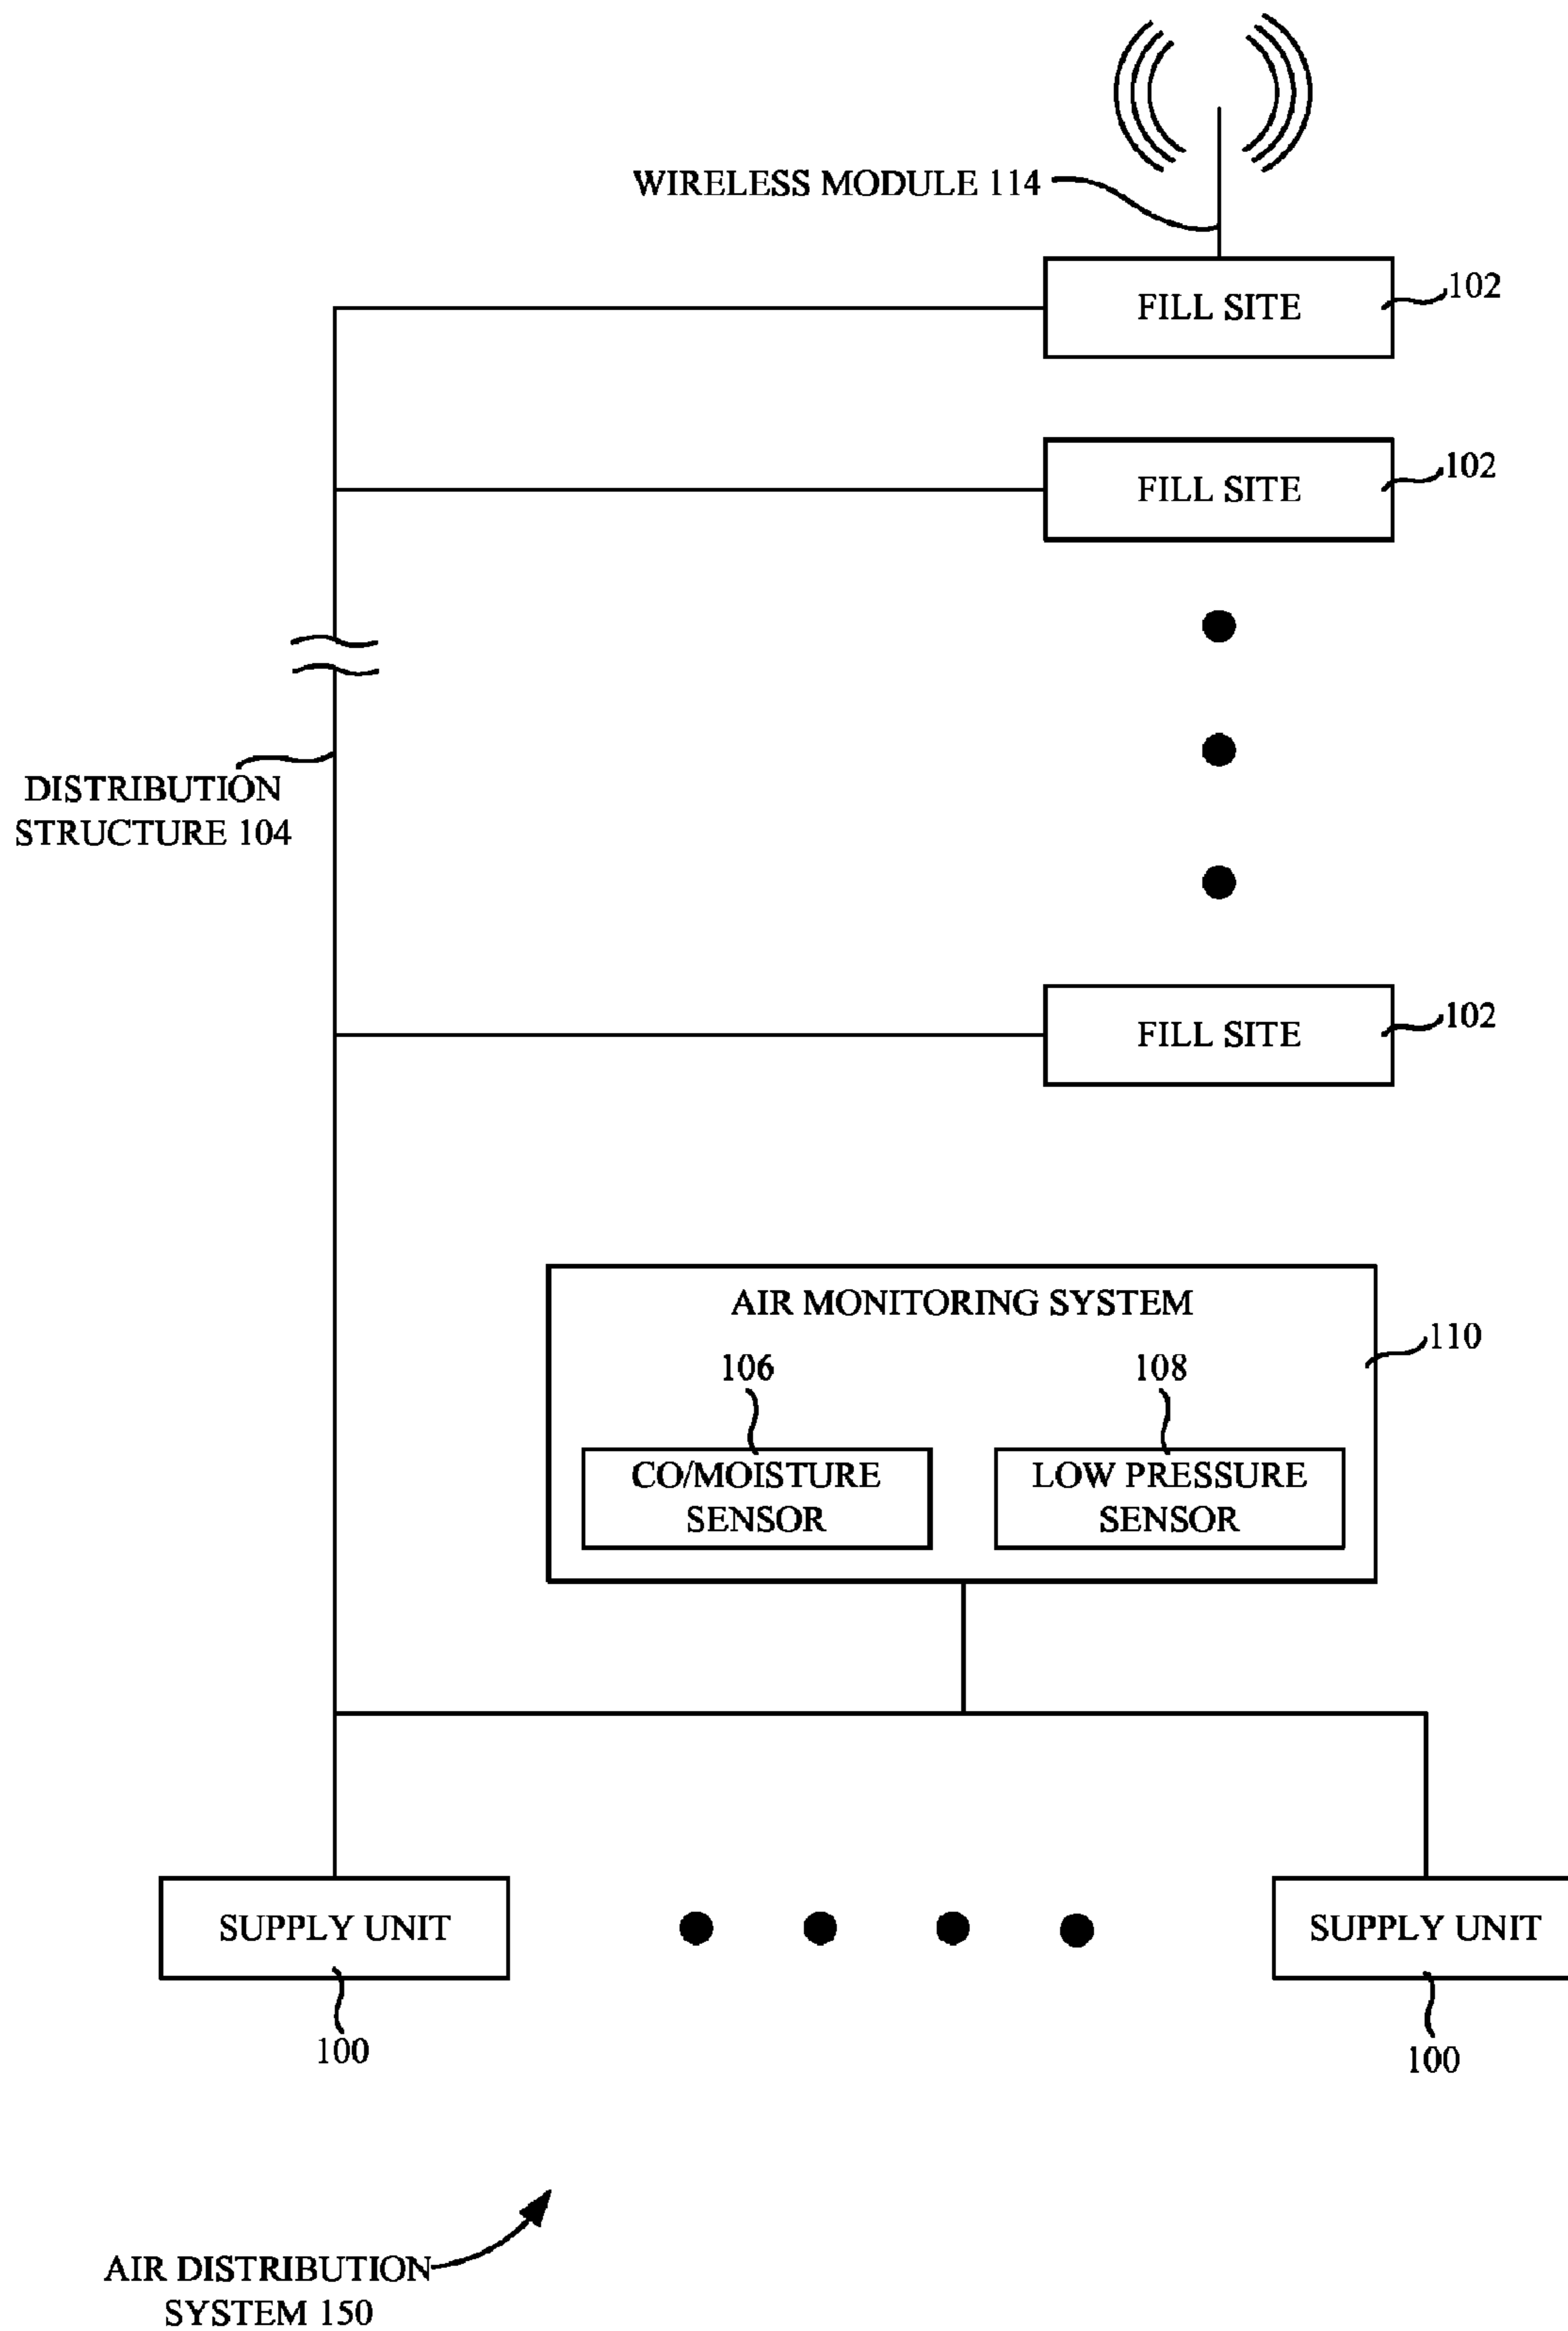 WIRELESS MODULE 114
FILL SITE
102
FILL SITE
102
DISTRIBUTION
STRUCTURE 104
FILL SITE
102
AIR MONITORING SYSTEM
110
106
108
CO/MOISTURE
SENSOR
LOW PRESSURE
SENSOR
SUPPLY UNIT
SUPPLY UNIT
100
100
AIR DISTRIBUTION
SYSTEM 150